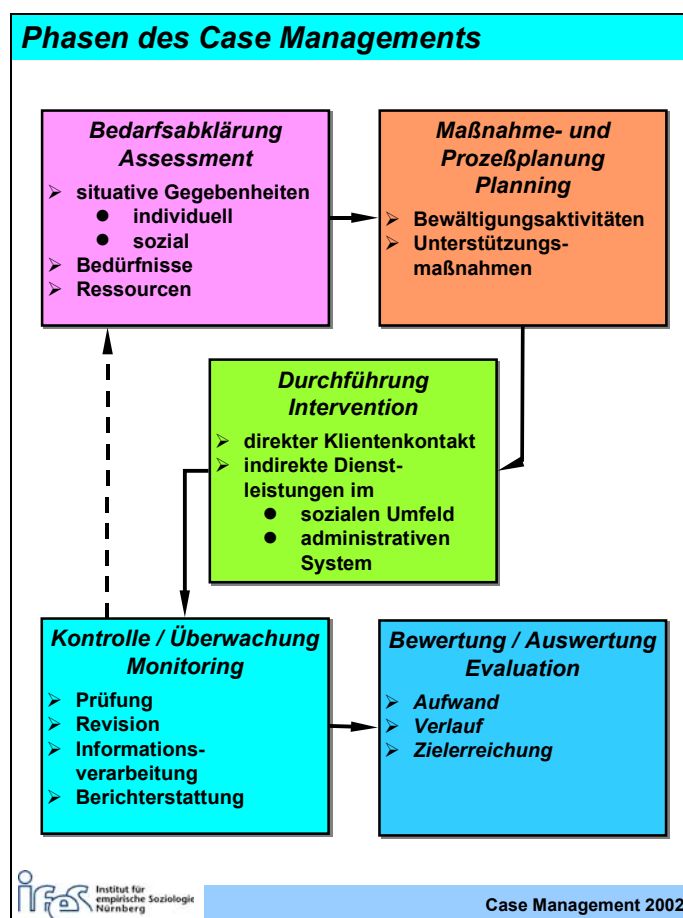 Phasen des Case Managements
Bedarfsabklärung
Assessment
➢ situative Gegebenheiten
● individuell
● sozial
➢ Bedürfnisse
➢ Ressourcen
Maßnahme- und
Prozeßplanung
Planning
➢ Bewältigungsaktivitäten
➢ Unterstützungs-
maßnahmen
Durchführung
Intervention
➢ direkter Klientenkontakt
➢ indirekte Dienst-
leistungen im
● sozialen Umfeld
● administrativen
System
Kontrolle / Überwachung
Monitoring
➢ Prüfung
➢ Revision
➢ Informations-
verarbeitung
➢ Berichterstattung
Bewertung / Auswertung
Evaluation
➢ Aufwand
➢ Verlauf
➢ Zielerreichung
ifes
Institut für
empirische Soziologie
Nürnberg
Case Management 2002